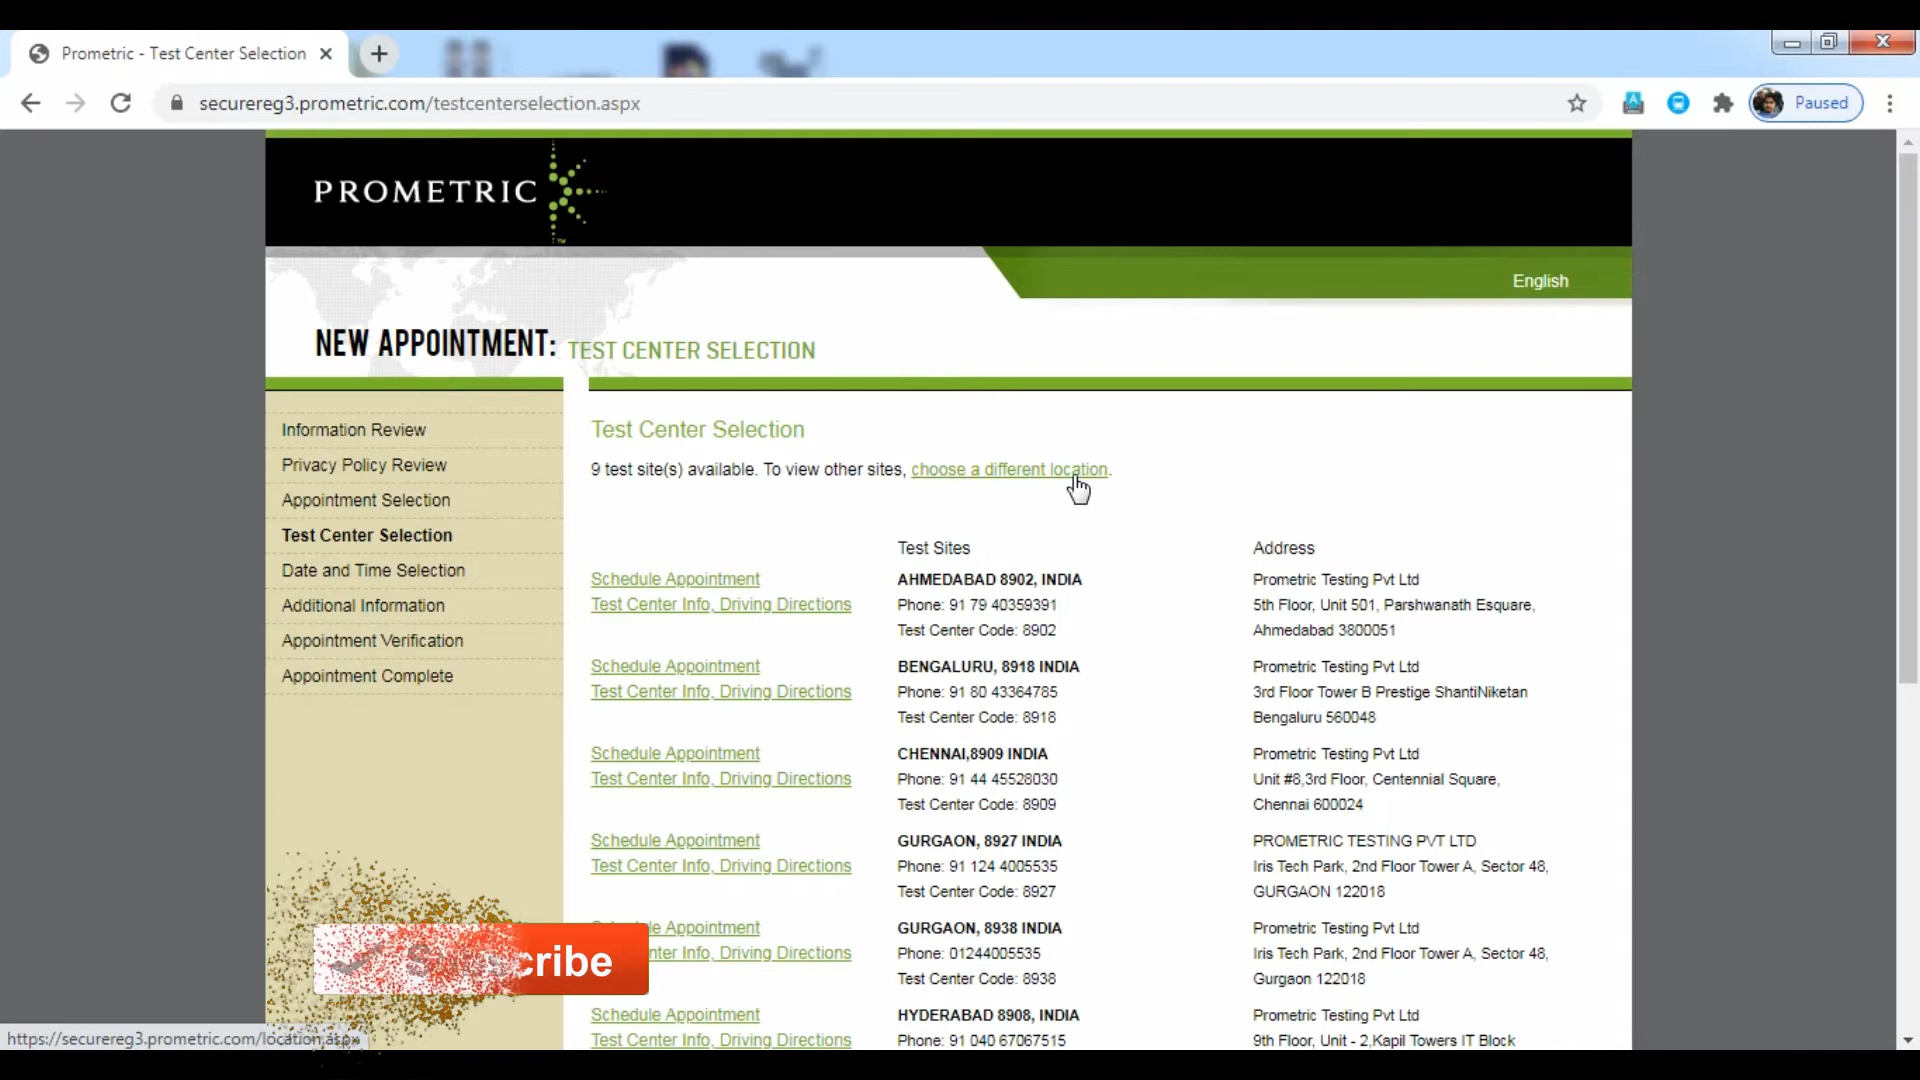 Prometric - Test Center Selection
securereg3.prometric.com/testcenterselection.aspx
Paused
PROMETRIC
TM
English
NEW APPOINTMENT: TEST CENTER SELECTION
Information Review
Privacy Policy Review
Appointment Selection
Test Center Selection
Date and Time Selection
Additional Information
Appointment Verification
Appointment Complete
Test Center Selection
9 test site(s) available. To view other sites, choose a different location.
Test Sites Address
Schedule Appointment AHMEDABAD 8902, INDIA Prometric Testing Pvt Ltd
Test Center Info, Driving Directions Phone: 91 79 40359391 5th Floor, Unit 501, Parshwanath Esquare,
Test Center Code: 8902 Ahmedabad 3800051
Schedule Appointment BENGALURU, 8918 INDIA Prometric Testing Pvt Ltd
Test Center Info, Driving Directions Phone: 91 80 43364785 3rd Floor Tower B Prestige ShantiNiketan
Test Center Code: 8918 Bengaluru 560048
Schedule Appointment CHENNAI,8909 INDIA Prometric Testing Pvt Ltd
Test Center Info, Driving Directions Phone: 91 44 45528030 Unit #8,3rd Floor, Centennial Square,
Test Center Code: 8909 Chennai 600024
Schedule Appointment GURGAON, 8927 INDIA PROMETRIC TESTING PVT LTD
Test Center Info, Driving Directions Phone: 91 124 4005535 Iris Tech Park, 2nd Floor Tower A, Sector 48,
Test Center Code: 8927 GURGAON 122018
le Appointment GURGAON, 8938 INDIA Prometric Testing Pvt Ltd
nter Info, Driving Directions Phone: 01244005535 Iris Tech Park, 2nd Floor Tower A, Sector 48,
Test Center Code: 8938 Gurgaon 122018
Schedule Appointment HYDERABAD 8908, INDIA Prometric Testing Pvt Ltd
Test Center Info, Driving Directions Phone: 91 040 67067515 9th Floor, Unit - 2,Kapil Towers IT Block
cribe
https://securereg3.prometric.com/location.aspx